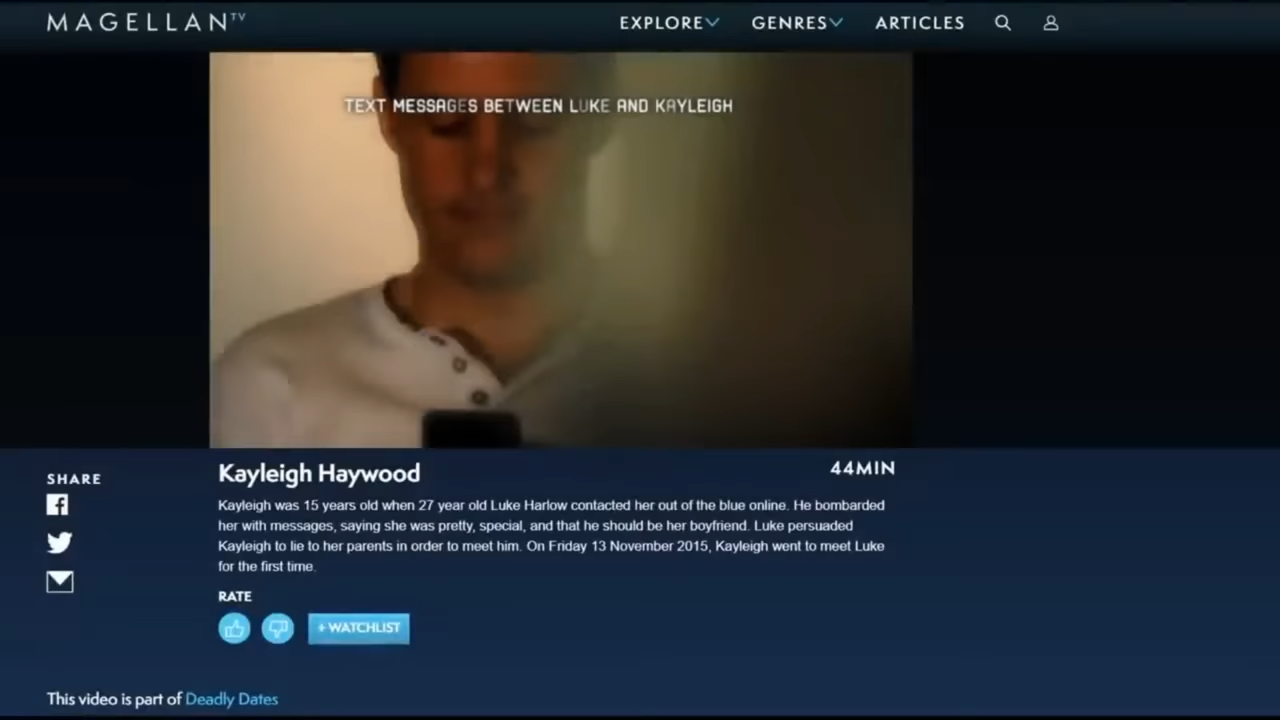 MAGELLANTV
EXPLORE GENRES ARTICLES
TEXT MESSAGES BETWEEN LUKE AND KAYLEIGH
SHARE
Kayleigh Haywood 44MIN
Kayleigh was 15 years old when 27 year old Luke Harlow contacted her out of the blue online. He bombarded
her with messages, saying she was pretty, special, and that he should be her boyfriend. Luke persuaded
Kayleigh to lie to her parents in order to meet him. On Friday 13 November 2015, Kayleigh went to meet Luke
for the first time.
RATE
+ WATCHLIST
This video is part of Deadly Dates